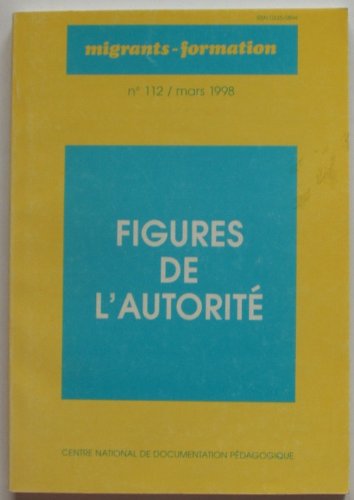 migrants-formation
n° 112 / mars 1998
FIGURES
DE
L'AUTORITÉ
CENTRE NATIONAL DE DOCUMENTATION PÉDAGOGIQUE